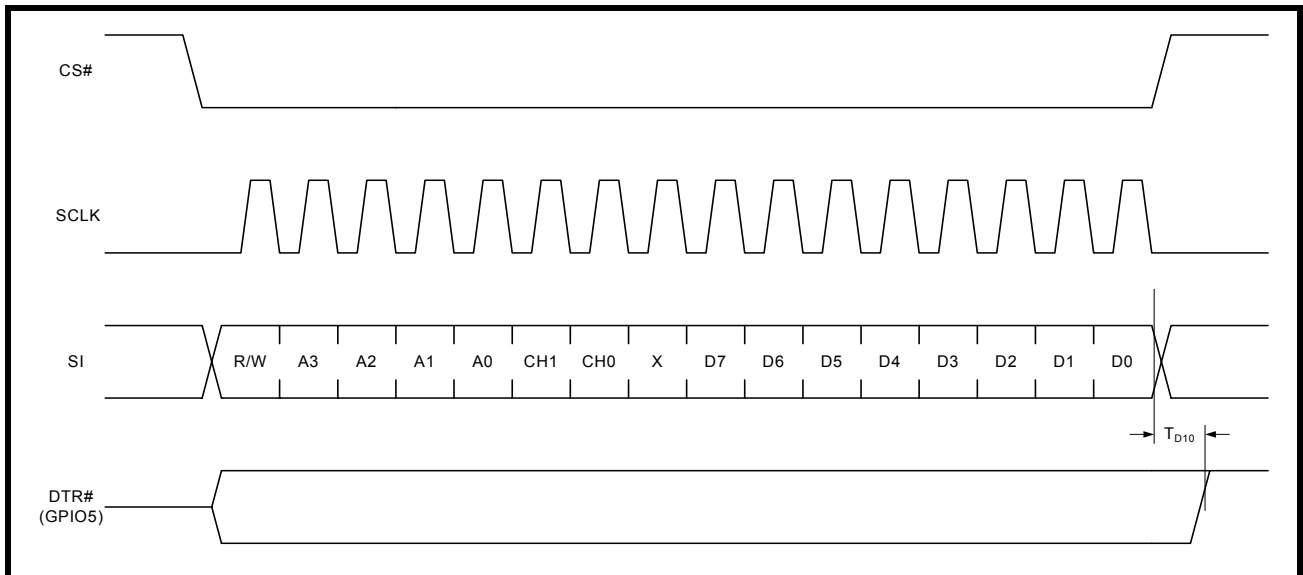 CS#
SCLK
SI
R/W A3 A2 A1 A0 CH1 CH0 X D7 D6 D5 D4 D3 D2 D1 D0
TD10
DTR#
(GPIO5)